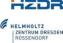 HZDR
HELMHOLTZ
ZENTRUM DRESDEN
ROSSENDORF